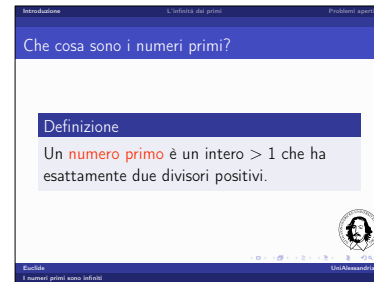 Introduzione L'infinità dei primi Problemi aperti
Che cosa sono i numeri primi?
Definizione
Un numero primo è un intero > 1 che ha
esattamente due divisori positivi.
Euclide UniAlessandria
I numeri primi sono infiniti